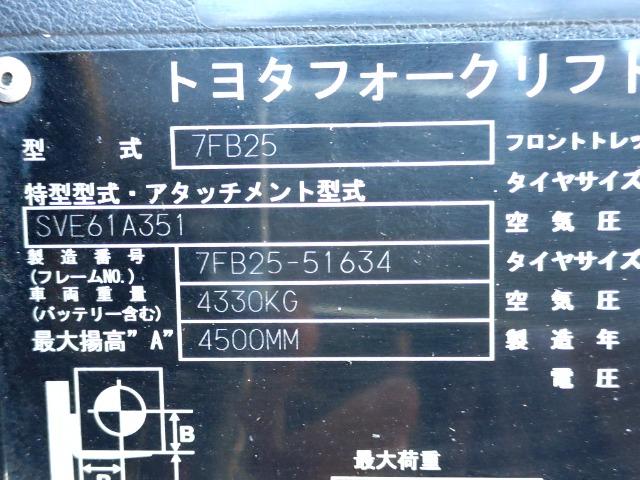 トヨタフォークリフト
型 式 7FB25 フロントトレッ
特型型式・アタッチメント型式 タイヤサイズ
SVE61A351 空気圧
製造番号(フレームNO.) 7FB25-51634 タイヤサイズ
車両重量(バッテリー含む) 4330KG 空気圧
最大揚高"A" 4500MM 製造年
電圧
B
最大荷重